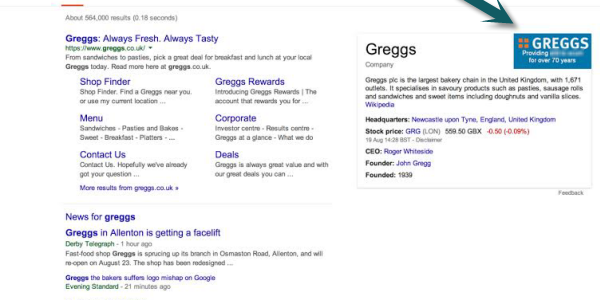 About 564,000 results (0.18 seconds)
Greggs: Always Fresh. Always Tasty
https://www.greggs.co.uk/
From sandwiches to pasties, pick a great deal for breakfast and lunch at your local
Greggs today. Read more here at greggs.co.uk.
Shop Finder
Shop Finder. Find a Greggs near you.
or use my current location ...
Greggs Rewards
Introducing Greggs Rewards | The
account that rewards you for ...
Menu
Sandwiches - Pasties and Bakes -
Sweet - Breakfast - Platters - ...
Corporate
Investor centre - Results centre -
Greggs at a glance - What we do
Contact Us
Contact Us. Hopefully we've already
got your question ...
Deals
Greggs is always great value and with
our great deals you can ...
More results from greggs.co.uk »
News for greggs
Greggs in Allenton is getting a facelift
Derby Telegraph - 1 hour ago
Fast-food shop Greggs is sprucing up its branch in Osmaston Road, Allenton, and will
re-open on August 23. The shop has been redesigned ...
Greggs the bakers suffers logo mishap on Google
Evening Standard - 21 minutes ago
Greggs
Company
GREGGS
Providing
for over 70 years
Greggs plc is the largest bakery chain in the United Kingdom, with 1,671
outlets. It specialises in savoury products such as pasties, sausage rolls
and sandwiches and sweet items including doughnuts and vanilla slices.
Wikipedia
Headquarters: Newcastle upon Tyne, England, United Kingdom
Stock price: GRG (LON) 559.50 GBX -0.50 (-0.09%)
19 Aug 14:28 BST - Disclaimer
CEO: Roger Whiteside
Founder: John Gregg
Founded: 1939
Feedback